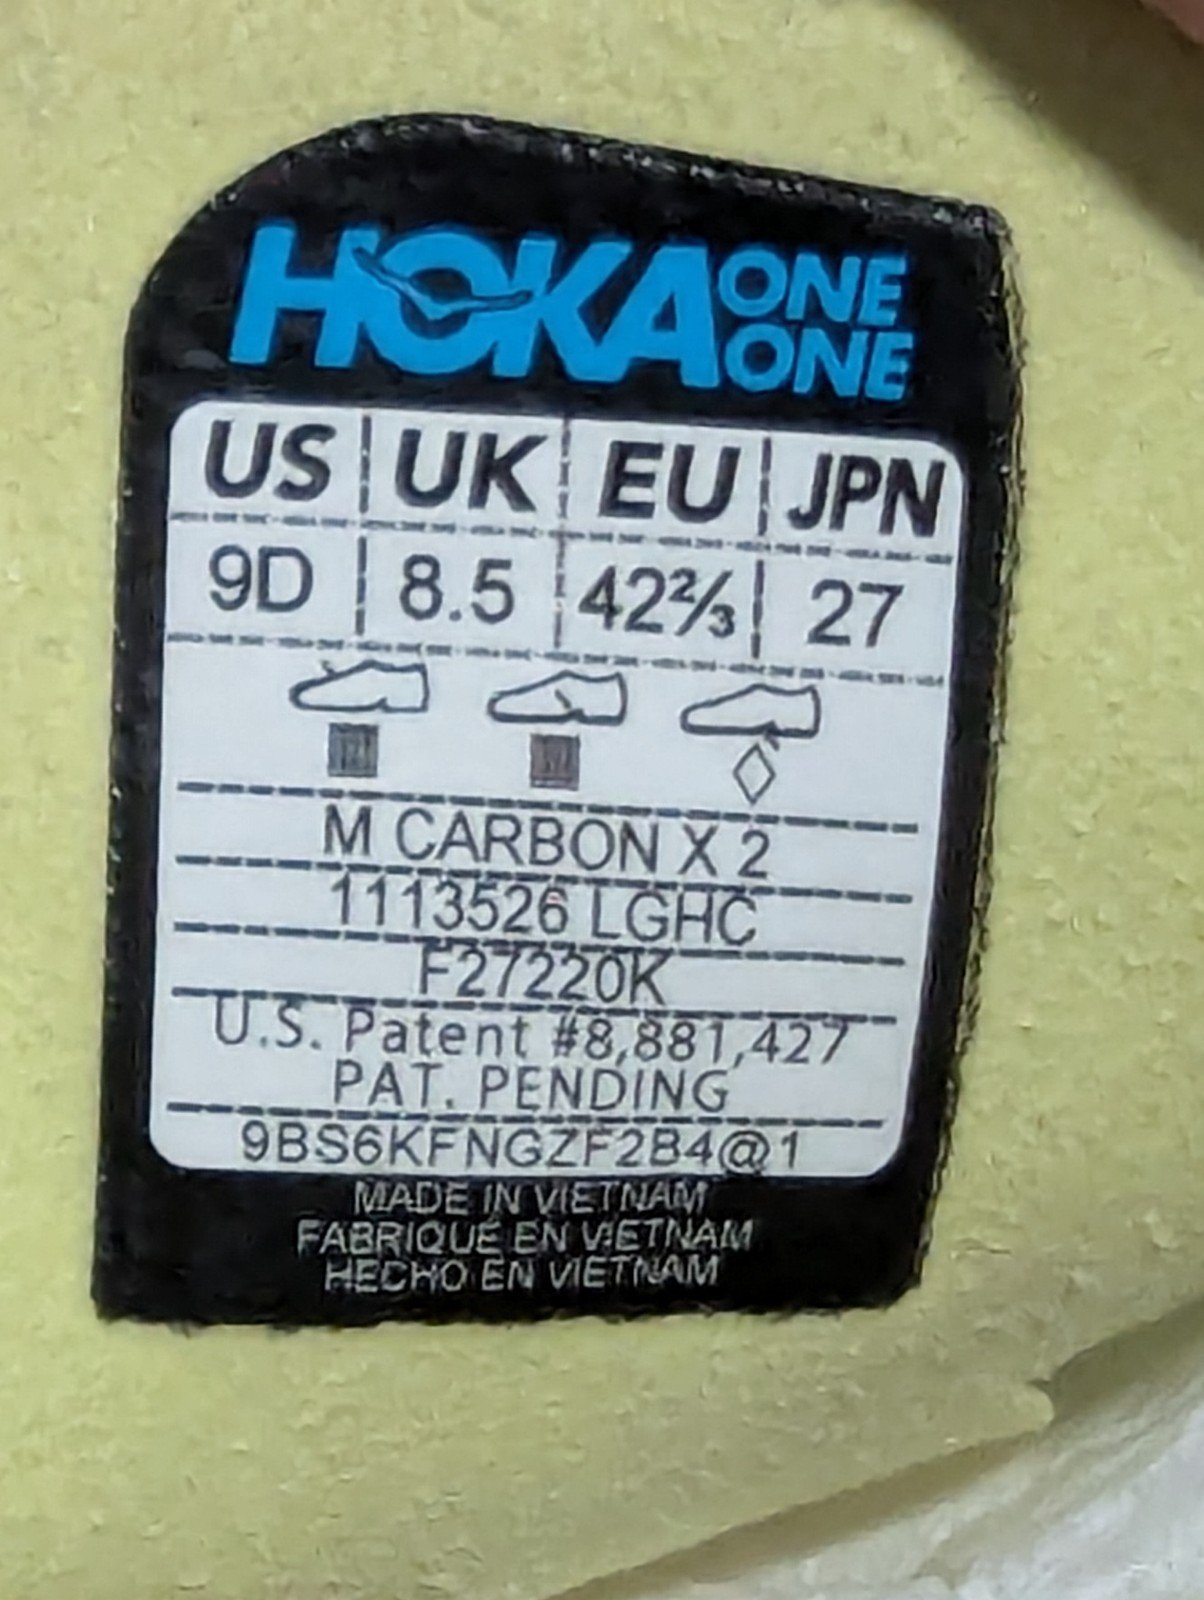 HOKA ONE ONE
US UK EU JPN
9D 8.5 42⅔ 27
M CARBON X 2
1113526 LGHC
F27220K
U.S. Patent #8,881,427
PAT. PENDING
9BS6KFNGZF2B4@1
MADE IN VIETNAM
FABRIQUÉ EN VIETNAM
HECHO EN VIETNAM